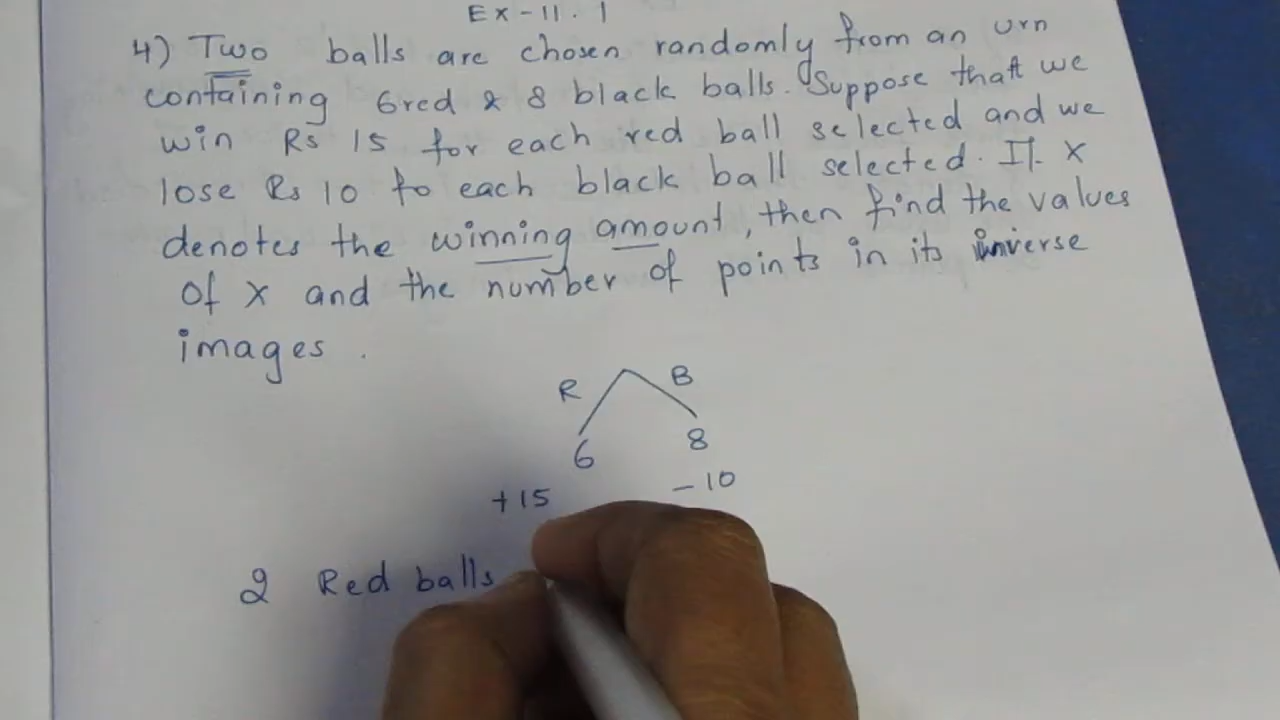 Ex-11.1
4) Two balls are chosen randomly from an urn
containing 6red & 8 black balls. Suppose that we
win Rs 15 for each red ball selected and we
lose Rs 10 fo each black ball selected. If X
denotes the winning amount, then find the values
of x and the number of points in its inverse
images.
R B
6 8
+15 -10
2 Red balls